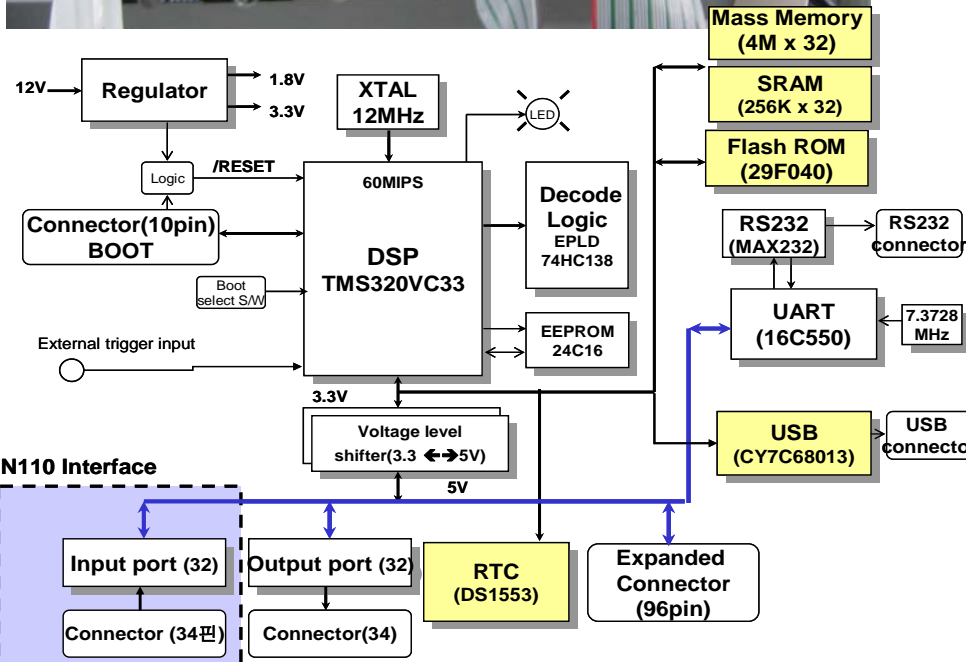 Mass Memory
(4M x 32)
SRAM
(256K x 32)
Flash ROM
(29F040)
12V
Regulator
1.8V
3.3V
XTAL
12MHz
LED
Logic
/RESET
60MIPS
DSP
TMS320VC33
Connector(10pin)
BOOT
Boot
select S/W
External trigger input
Decode
Logic
EPLD
74HC138
EEPROM
24C16
RS232
(MAX232)
RS232
connector
UART
(16C550)
7.3728
MHz
3.3V
Voltage level
shifter(3.3 ←→5V)
5V
USB
(CY7C68013)
USB
connecto
N110 Interface
Input port (32)
Connector (34핀)
Output port (32)
Connector(34)
RTC
(DS1553)
Expanded
Connector
(96pin)